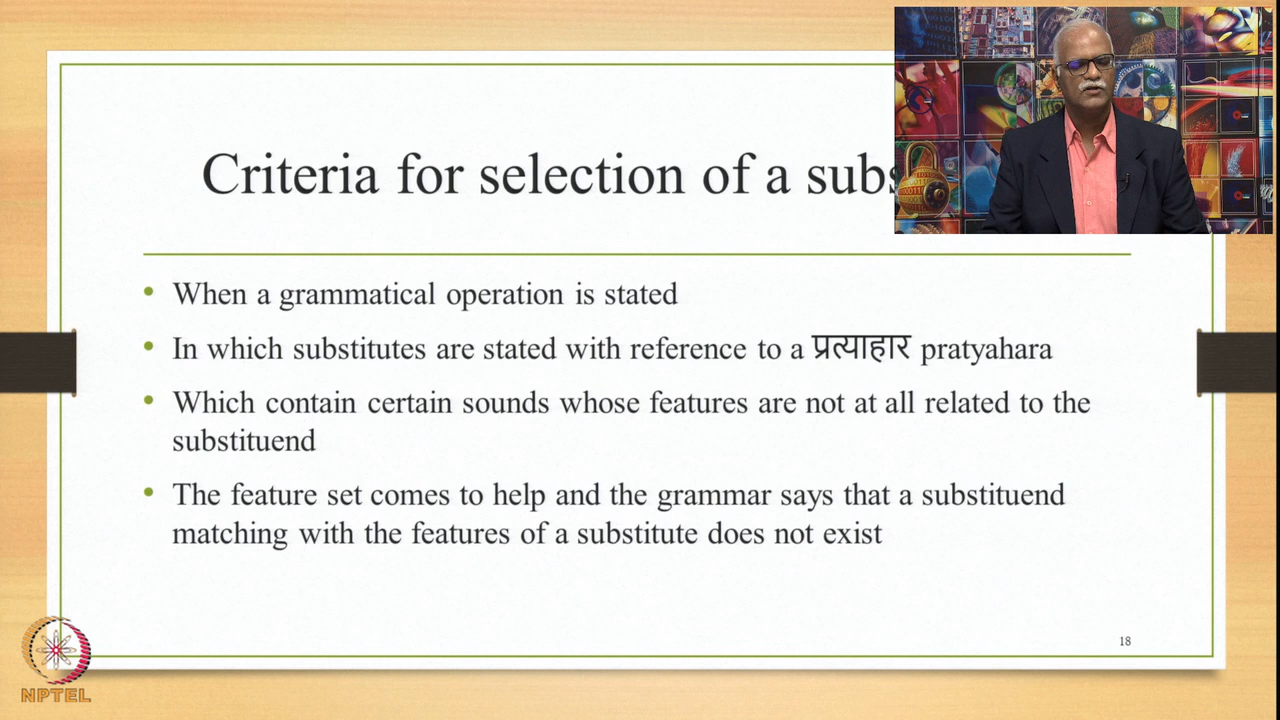 Criteria for selection of a subs
When a grammatical operation is stated
In which substitutes are stated with reference to a प्रत्याहार pratyahara
Which contain certain sounds whose features are not at all related to the
substituend
The feature set comes to help and the grammar says that a substituend
matching with the features of a substitute does not exist
18
NPTEL